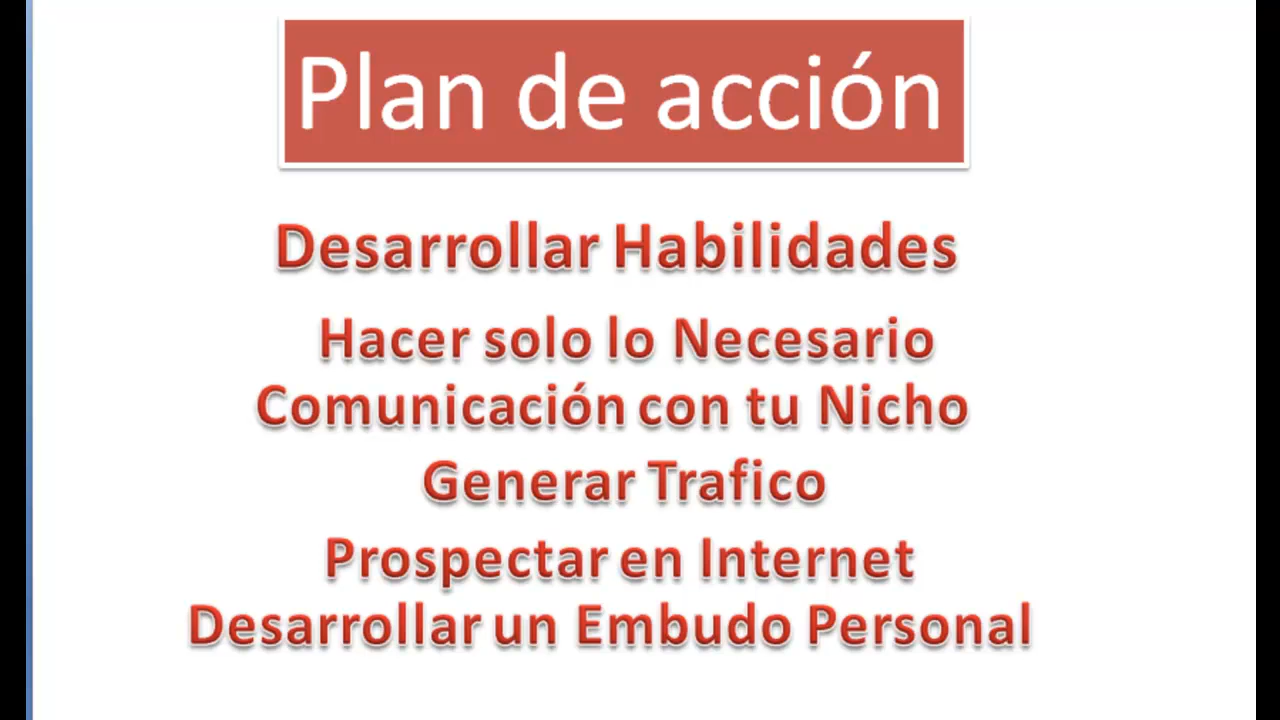 Plan de acción
Desarrollar Habilidades
Hacer solo lo Necesario
Comunicación con tu Nicho
Generar Trafico
Prospectar en Internet
Desarrollar un Embudo Personal